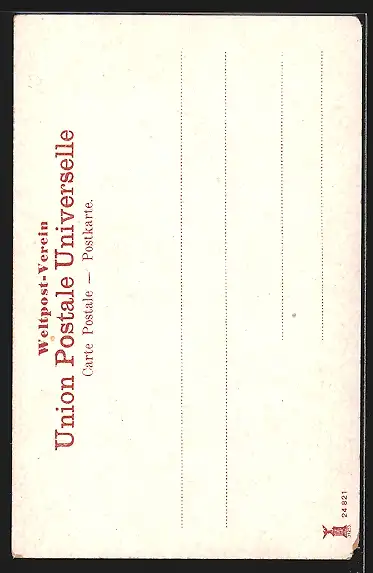 Weltpost-Verein
Union Postale Universelle
Carte Postale — Postkarte.
24 821